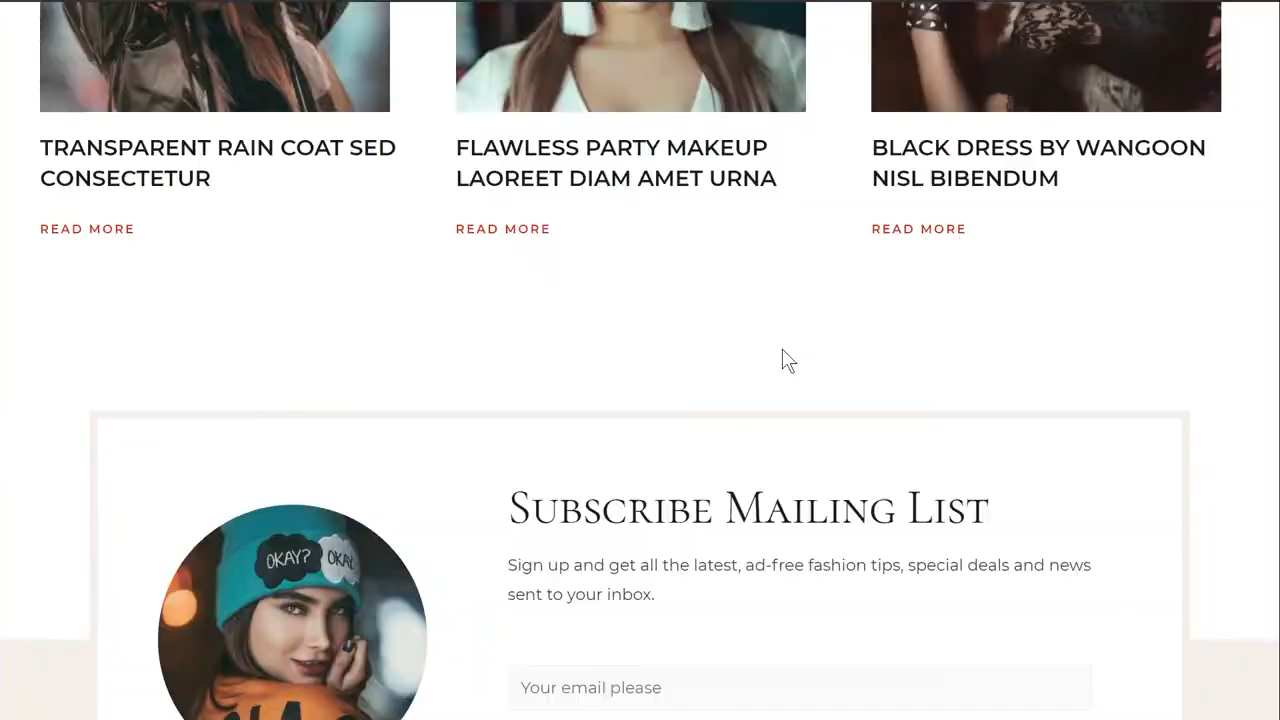 TRANSPARENT RAIN COAT SED
CONSECTETUR
READ MORE
FLAWLESS PARTY MAKEUP
LAOREET DIAM AMET URNA
READ MORE
BLACK DRESS BY WANGOON
NISL BIBENDUM
READ MORE
OKAY? OKAY
Subscribe Mailing List
Sign up and get all the latest, ad-free fashion tips, special deals and news
sent to your inbox.
Your email please